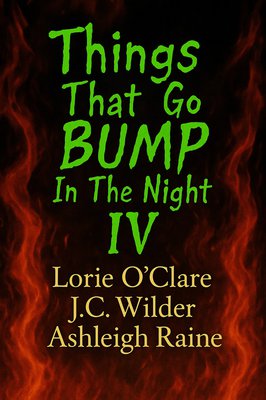 Things
That Go
BUMP
In The Night
IV
Lorie O'Clare
J.C. Wilder
Ashleigh Raine